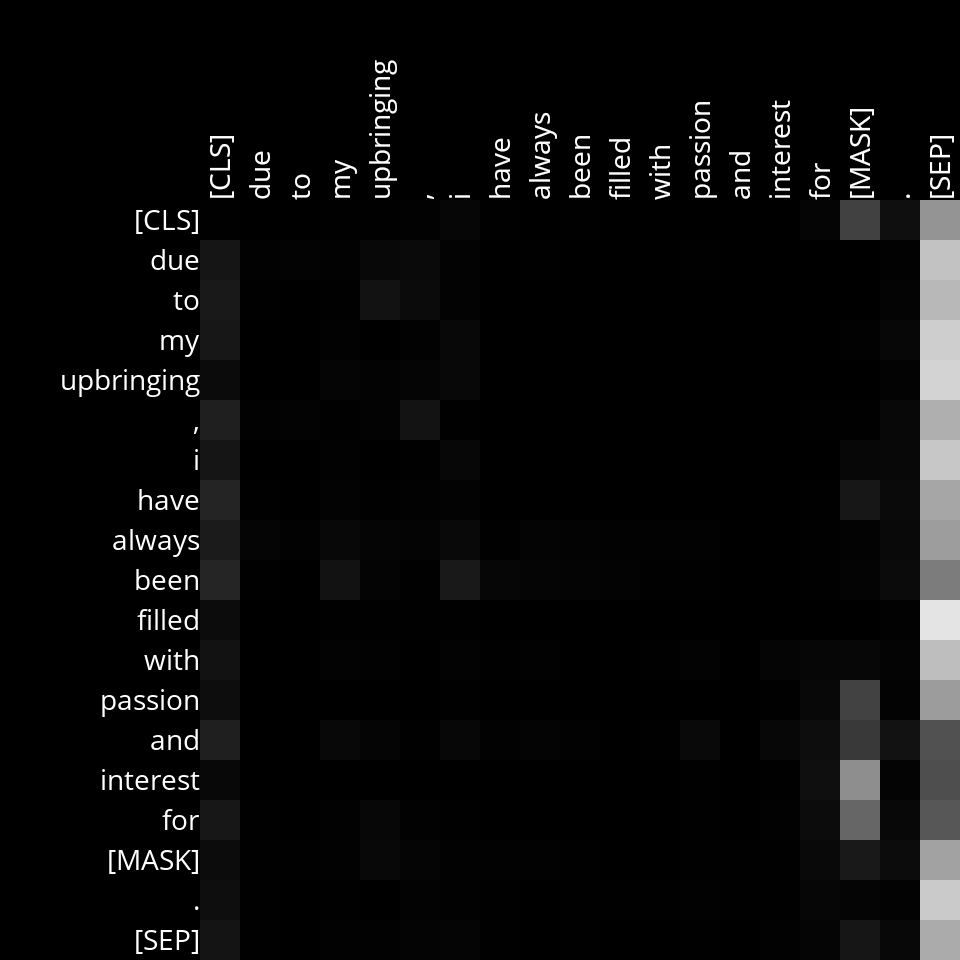 [CLS] due to my upbringing , i have always been filled with passion and interest for [MASK] . [SEP]
[CLS]
due
to
my
upbringing
,
i
have
always
been
filled
with
passion
and
interest
for
[MASK]
.
[SEP]